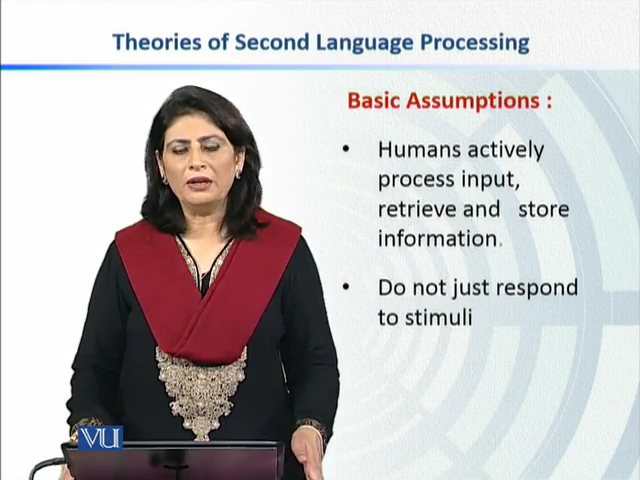 Theories of Second Language Processing
Basic Assumptions :
• Humans actively
process input,
retrieve and store
information.
• Do not just respond
to stimuli
VU